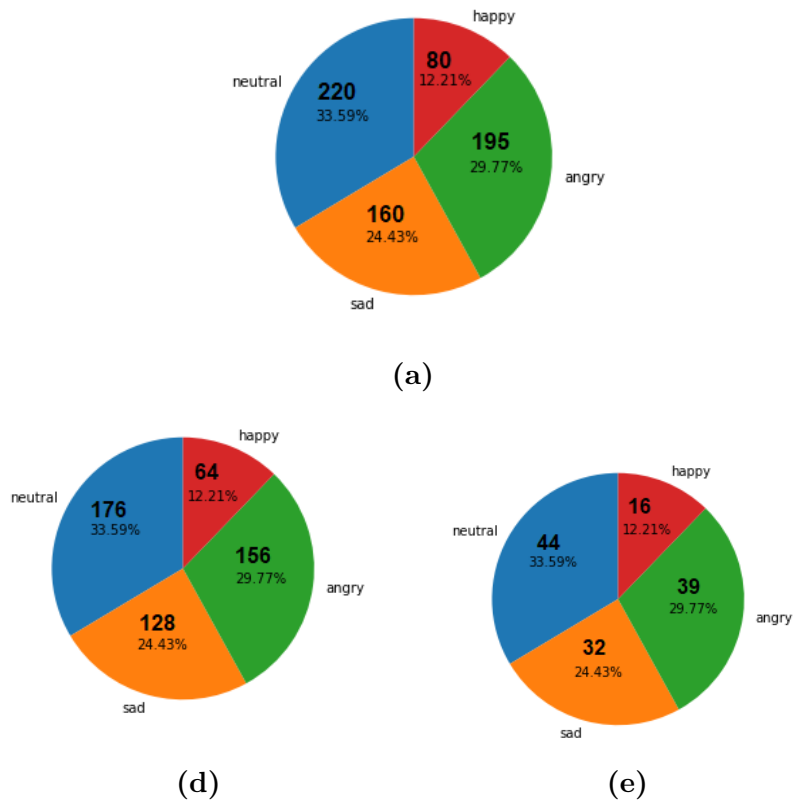 happy
80
12.21%
neutral
220
33.59%
195
29.77%
angry
160
24.43%
sad
(a)
happy
64
12.21%
neutral
176
33.59%
156
29.77%
angry
128
24.43%
sad
(d)
happy
16
12.21%
neutral
44
33.59%
39
29.77%
angry
32
24.43%
sad
(e)